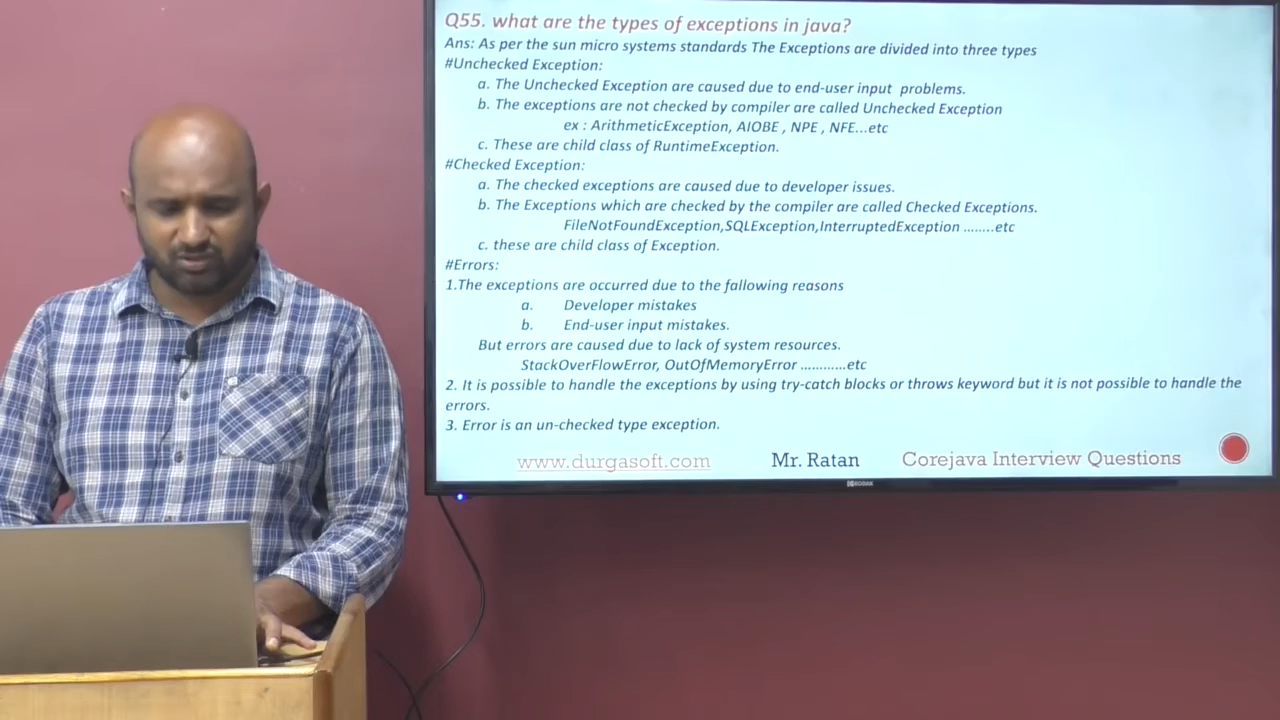 Q55. what are the types of exceptions in java?
Ans: As per the sun micro systems standards The Exceptions are divided into three types
#Unchecked Exception:
a. The Unchecked Exception are caused due to end-user input problems.
b. The exceptions are not checked by compiler are called Unchecked Exception
ex : ArithmeticException, AIOBE , NPE , NFE...etc
c. These are child class of RuntimeException.
#Checked Exception:
a. The checked exceptions are caused due to developer issues.
b. The Exceptions which are checked by the compiler are called Checked Exceptions.
FileNotFoundException,SQLException,InterruptedException ........etc
c. these are child class of Exception.
#Errors:
1.The exceptions are occurred due to the fallowing reasons
a. Developer mistakes
b. End-user input mistakes.
But errors are caused due to lack of system resources.
StackOverFlowError, OutOfMemoryError ............etc
2. It is possible to handle the exceptions by using try-catch blocks or throws keyword but it is not possible to handle the
errors.
3. Error is an un-checked type exception.
www.durgasoft.com Mr. Ratan Corejava Interview Questions
KODAK